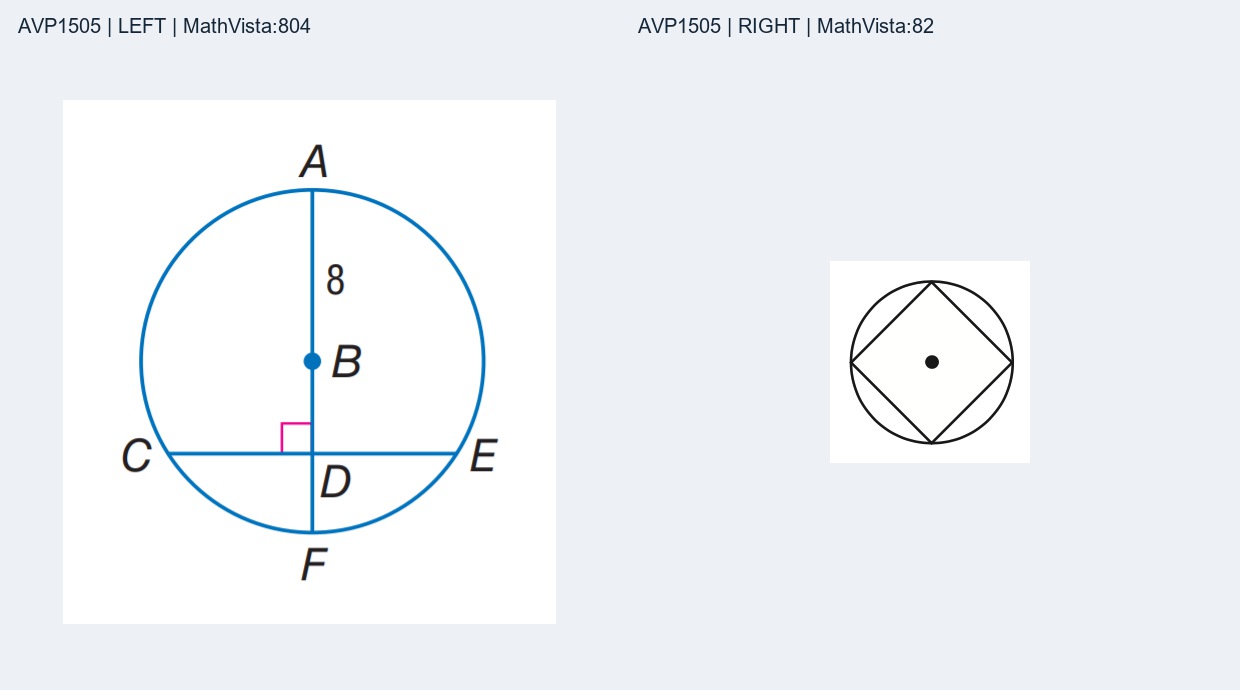 AVP1505 | LEFT | MathVista:804
AVP1505 | RIGHT | MathVista:82
A
8
B
C
E
D
F